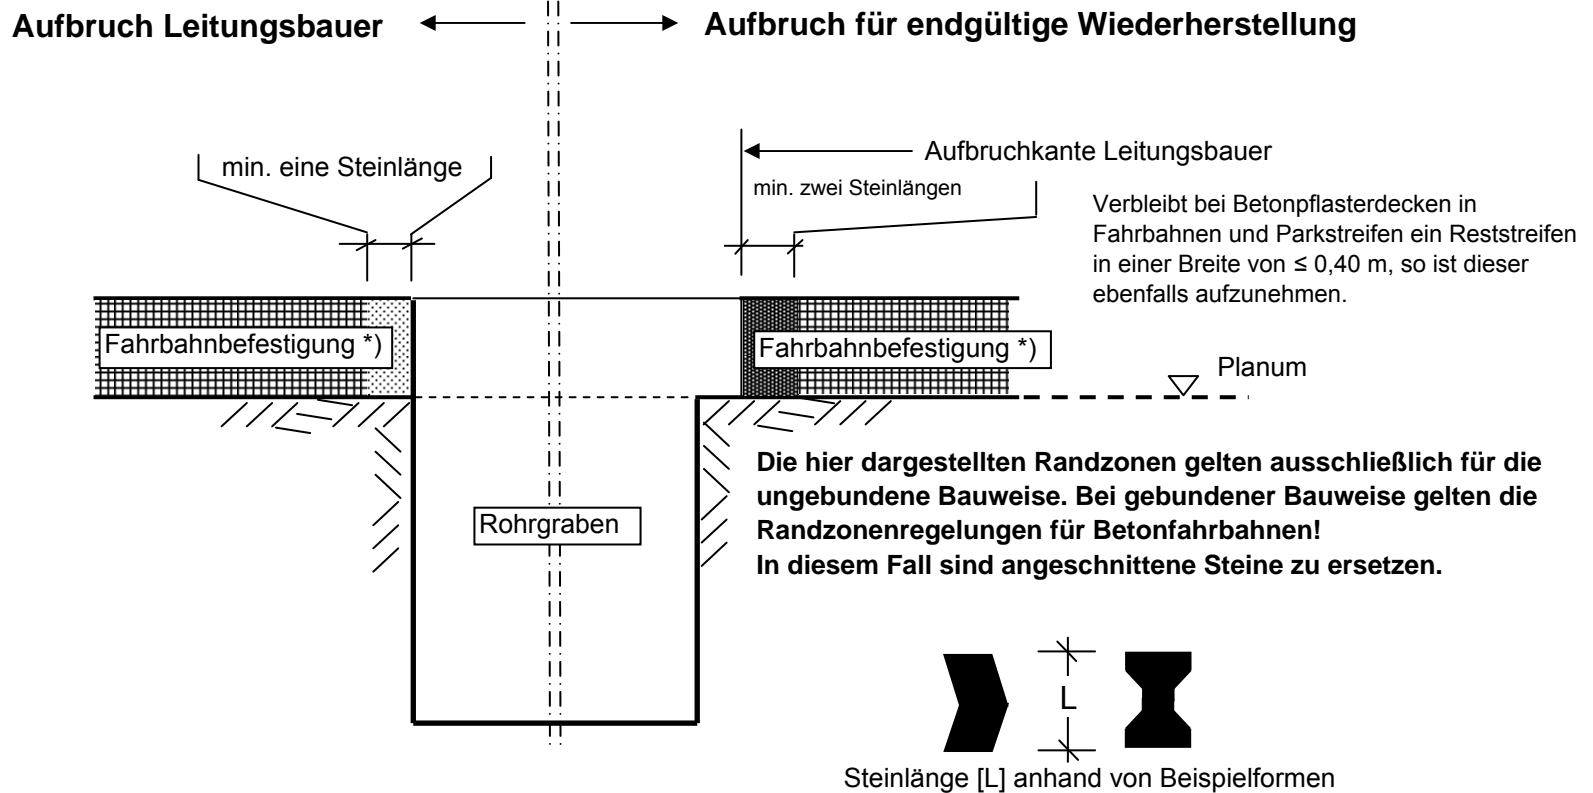 Aufbruch Leitungsbauer
Aufbruch für endgültige Wiederherstellung
min. eine Steinlänge
Aufbruchkante Leitungsbauer
min. zwei Steinlängen
Verbleibt bei Betonpflasterdecken in
Fahrbahnen und Parkstreifen ein Reststreifen
in einer Breite von ≤ 0,40 m, so ist dieser
ebenfalls aufzunehmen.
Fahrbahnbefestigung *)
Fahrbahnbefestigung *)
Planum
Die hier dargestellten Randzonen gelten ausschließlich für die
ungebundene Bauweise. Bei gebundener Bauweise gelten die
Randzonenregelungen für Betonfahrbahnen!
In diesem Fall sind angeschnittene Steine zu ersetzen.
Rohrgraben
L
Steinlänge [L] anhand von Beispielformen